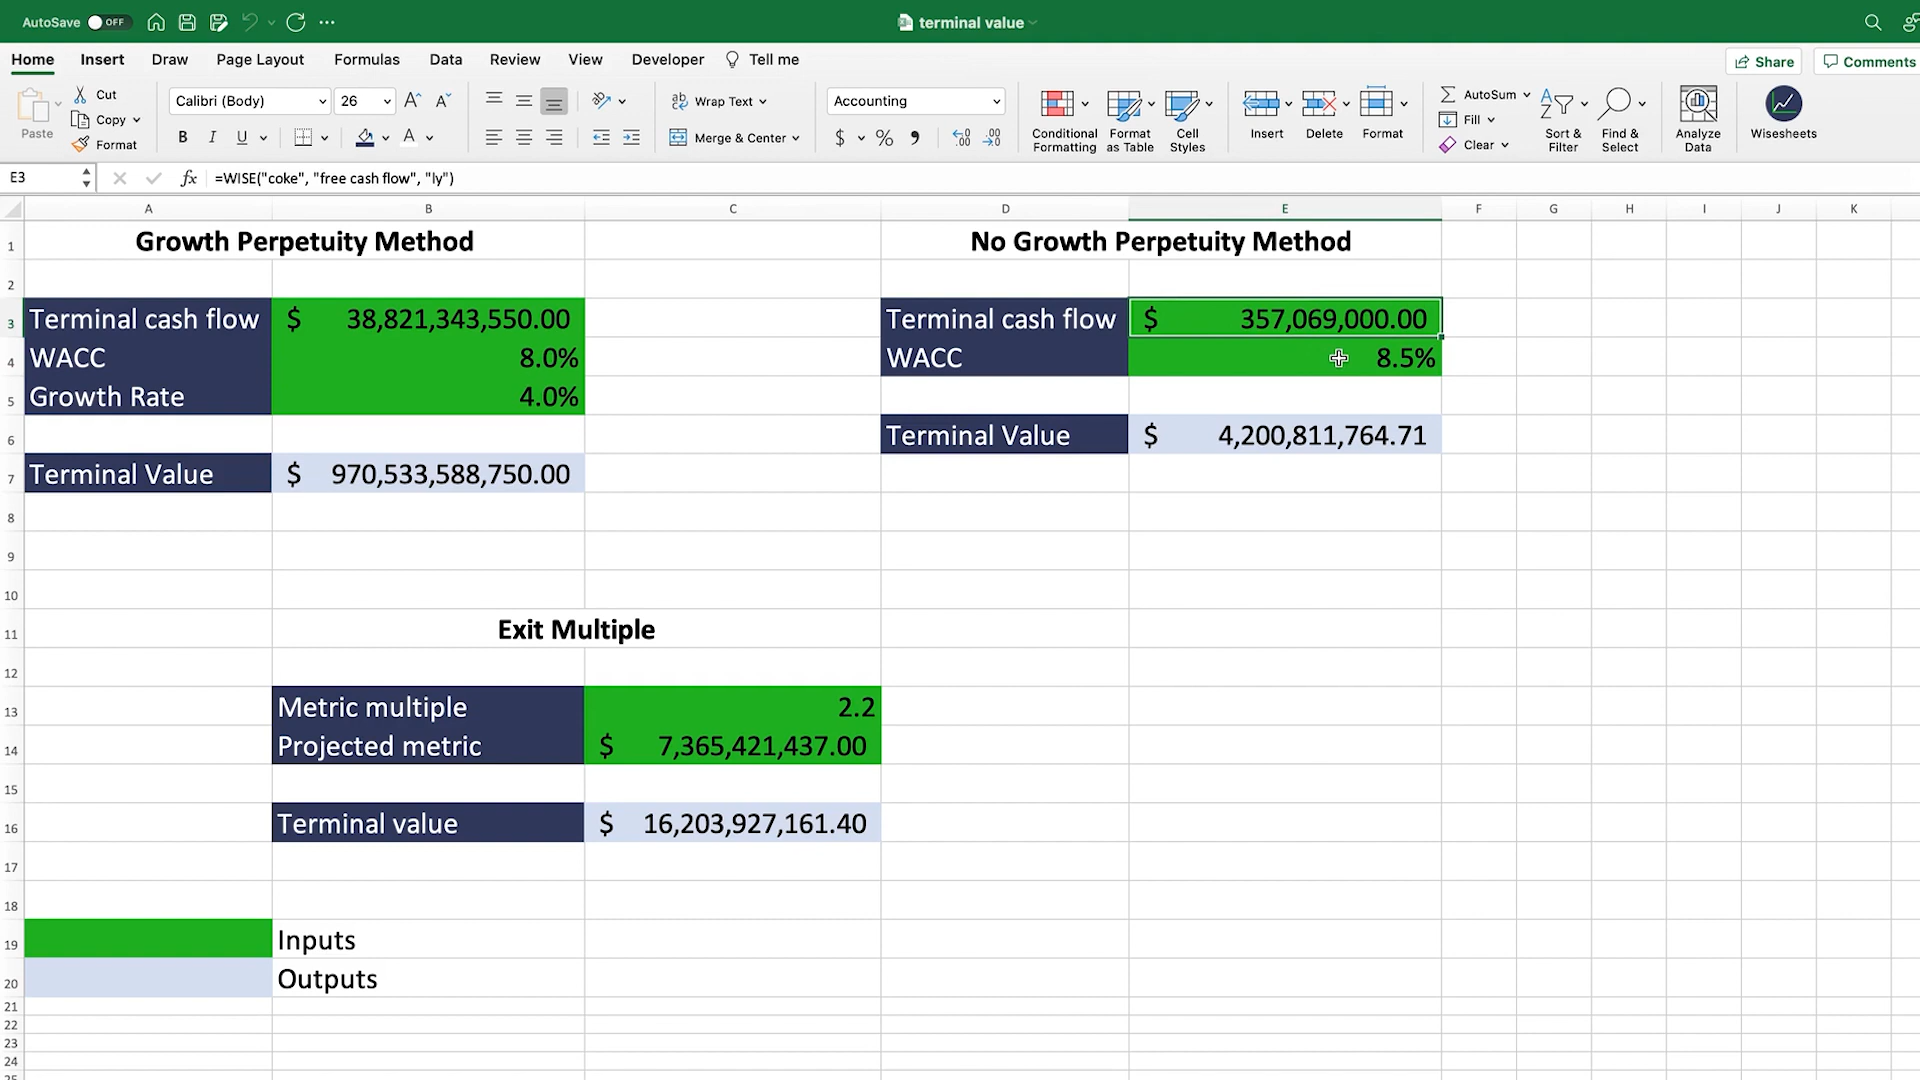 AutoSave OFF terminal value
Home Insert Draw Page Layout Formulas Data Review View Developer Tell me Share Comments
Paste Cut Copy Format
Calibri (Body) 26 A^ A
B I U A
Wrap Text
Merge & Center
Accounting
$ % , .00 .00
Conditional Formatting
Format as Table
Cell Styles
Insert Delete Format
AutoSum Fill Clear
Sort & Filter
Find & Select
Analyze Data
Wisesheets
E3 fx =WISE("coke", "free cash flow", "ly")
A B C D E F G H I J K
1 Growth Perpetuity Method No Growth Perpetuity Method
2
3 Terminal cash flow $ 38,821,343,550.00 Terminal cash flow $ 357,069,000.00
4 WACC 8.0% WACC 8.5%
5 Growth Rate 4.0%
6 Terminal Value $ 4,200,811,764.71
7 Terminal Value $ 970,533,588,750.00
8
9
10
11 Exit Multiple
12
13 Metric multiple 2.2
14 Projected metric $ 7,365,421,437.00
15
16 Terminal value $ 16,203,927,161.40
17
18
19 Inputs
20 Outputs
21
22
23
24